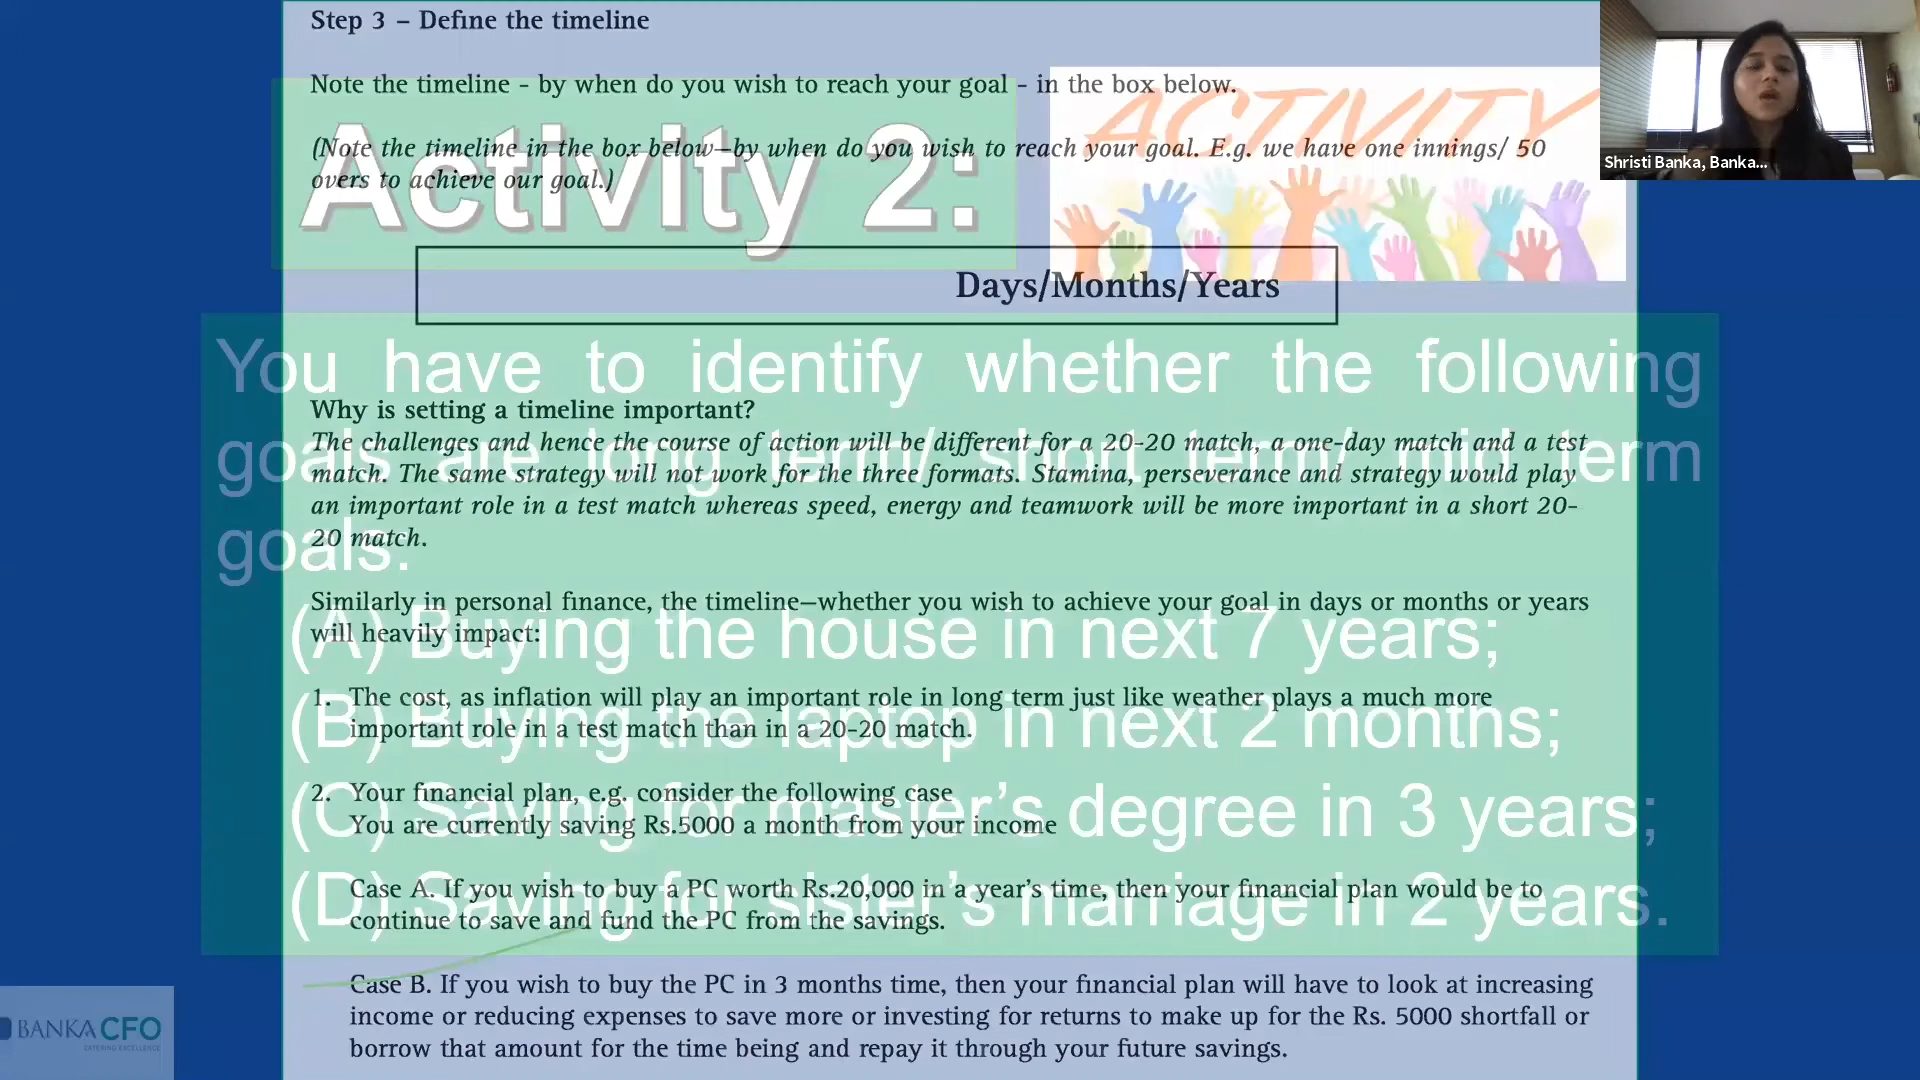 Step 3 – Define the timeline
Note the timeline - by when do you wish to reach your goal - in the box below.
(Note the timeline in the box below—by when do you wish to reach your goal. E.g. we have one innings/ 50
overs to achieve our goal.)
Days/Months/Years
Why is setting a timeline important?
The challenges and hence the course of action will be different for a 20-20 match, a one-day match and a test
match. The same strategy will not work for the three formats. Stamina, perseverance and strategy would play
an important role in a test match whereas speed, energy and teamwork will be more important in a short 20-
20 match.
Similarly in personal finance, the timeline—whether you wish to achieve your goal in days or months or years
will heavily impact:
1. The cost, as inflation will play an important role in long term just like weather plays a much more
important role in a test match than in a 20-20 match.
2. Your financial plan, e.g. consider the following case
You are currently saving Rs.5000 a month from your income
Case A. If you wish to buy a PC worth Rs.20,000 in a year's time, then your financial plan would be to
continue to save and fund the PC from the savings.
Case B. If you wish to buy the PC in 3 months time, then your financial plan will have to look at increasing
income or reducing expenses to save more or investing for returns to make up for the Rs. 5000 shortfall or
borrow that amount for the time being and repay it through your future savings.
Activity 2:
ACTIVITY
You have to identify whether the following
goals are long term/ short term/ mid term
goals.
(A) Buying the house in next 7 years;
(B) Buying the laptop in next 2 months;
(C) Saving for master's degree in 3 years;
(D) Saving for sister's marriage in 2 years.
Shristi Banka, Banka...
BANKA CFO
CATERING EXCELLENCE